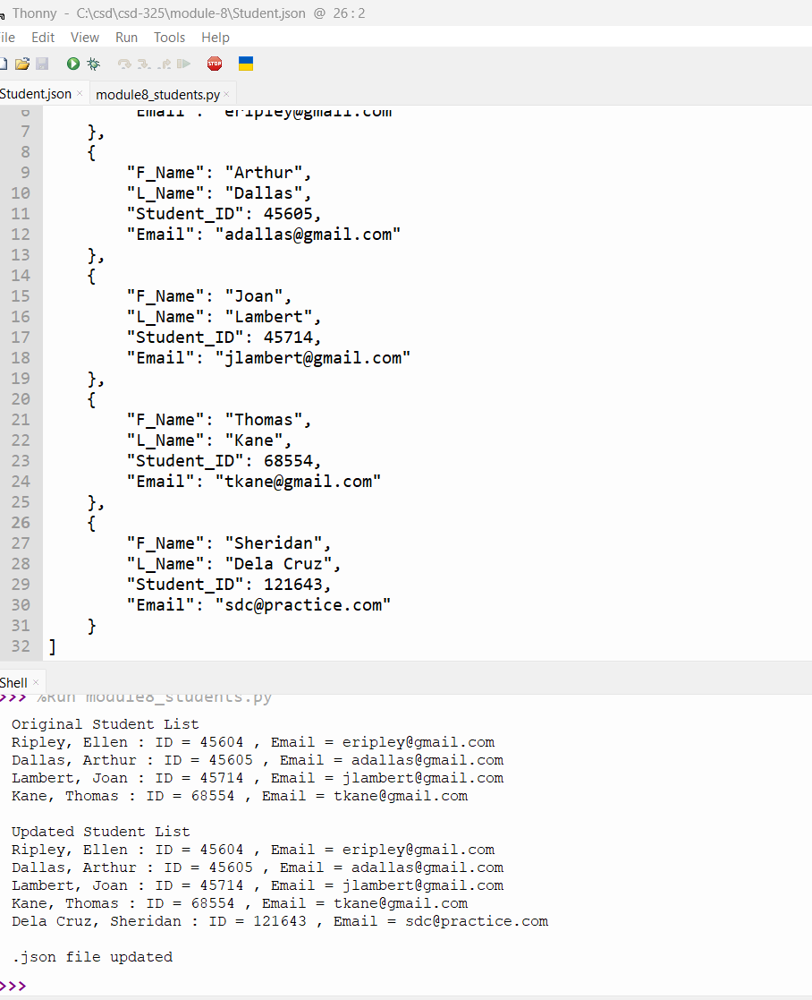 Thonny - C:\csd\csd-325\module-8\Student.json @ 26 : 2
ile Edit View Run Tools Help
STOP
Student.json × module8_students.py ×
6 "Email": "eripley@gmail.com"
7 },
8 {
9 "F_Name": "Arthur",
10 "L_Name": "Dallas",
11 "Student_ID": 45605,
12 "Email": "adallas@gmail.com"
13 },
14 {
15 "F_Name": "Joan",
16 "L_Name": "Lambert",
17 "Student_ID": 45714,
18 "Email": "jlambert@gmail.com"
19 },
20 {
21 "F_Name": "Thomas",
22 "L_Name": "Kane",
23 "Student_ID": 68554,
24 "Email": "tkane@gmail.com"
25 },
26 {
27 "F_Name": "Sheridan",
28 "L_Name": "Dela Cruz",
29 "Student_ID": 121643,
30 "Email": "sdc@practice.com"
31 }
32 ]
Shell ×
>>> %Run module8_students.py
Original Student List
Ripley, Ellen : ID = 45604 , Email = eripley@gmail.com
Dallas, Arthur : ID = 45605 , Email = adallas@gmail.com
Lambert, Joan : ID = 45714 , Email = jlambert@gmail.com
Kane, Thomas : ID = 68554 , Email = tkane@gmail.com
Updated Student List
Ripley, Ellen : ID = 45604 , Email = eripley@gmail.com
Dallas, Arthur : ID = 45605 , Email = adallas@gmail.com
Lambert, Joan : ID = 45714 , Email = jlambert@gmail.com
Kane, Thomas : ID = 68554 , Email = tkane@gmail.com
Dela Cruz, Sheridan : ID = 121643 , Email = sdc@practice.com
.json file updated
>>>